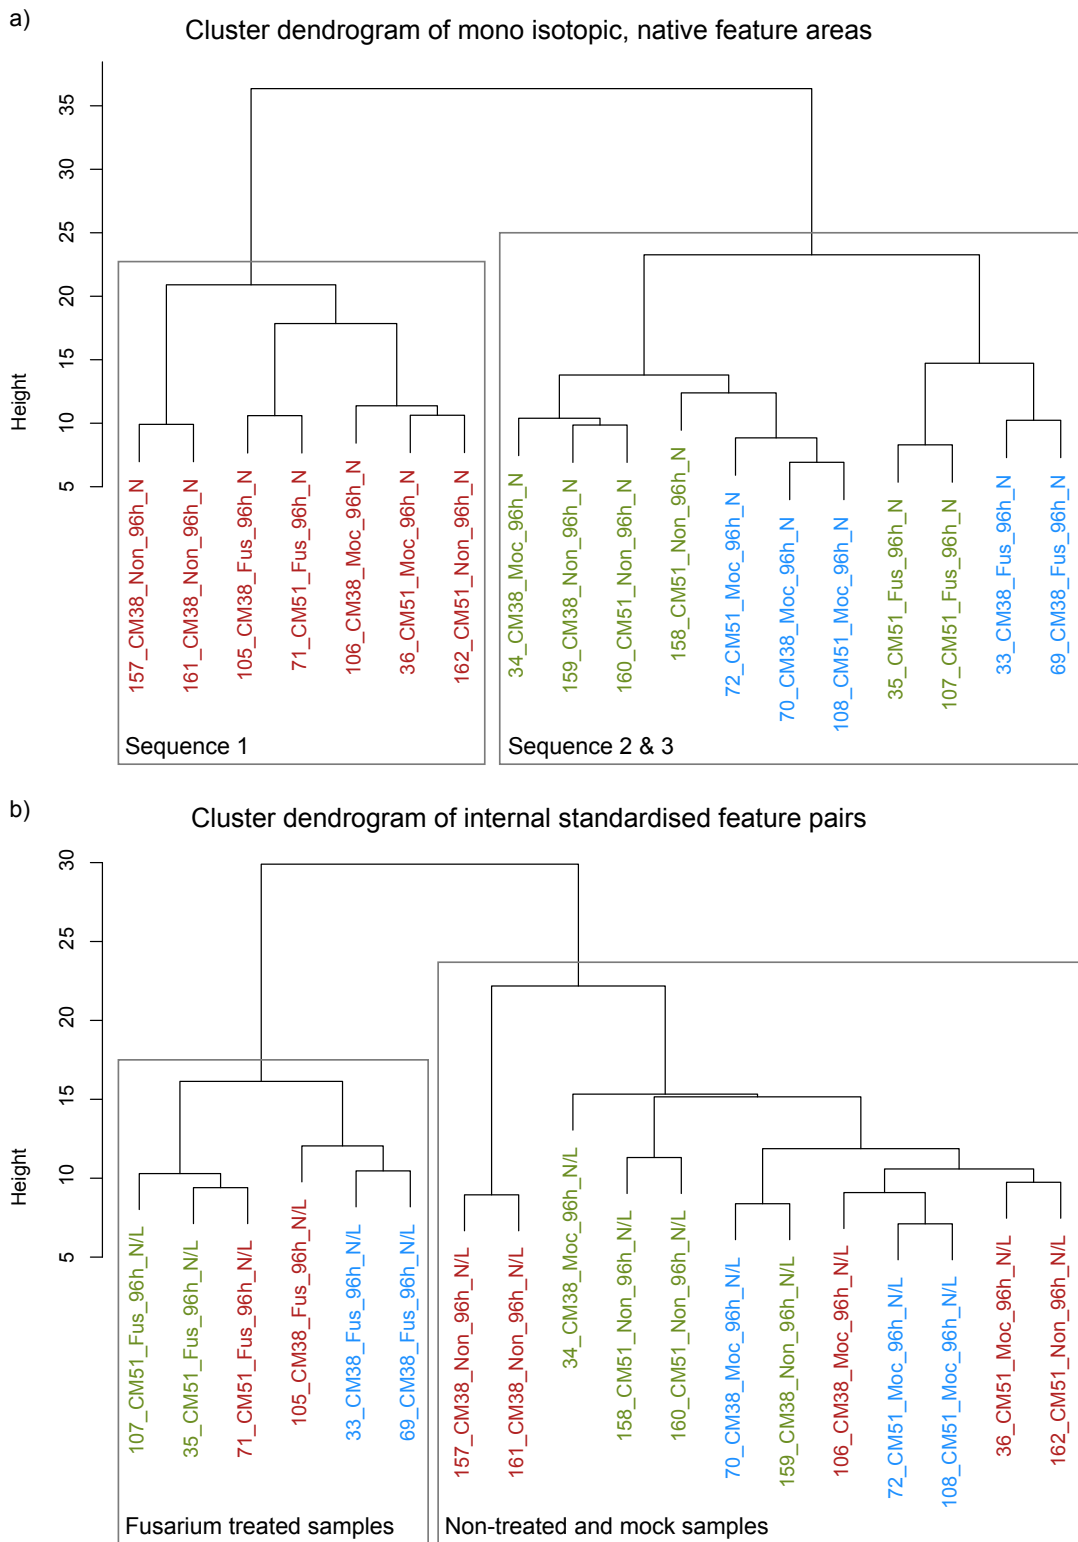 a)
Cluster dendrogram of mono isotopic, native feature areas
Height
35
30
25
20
15
10
5
157_CM38_Non_96h_N
161_CM38_Non_96h_N
105_CM38_Fus_96h_N
71_CM51_Fus_96h_N
106_CM38_Moc_96h_N
36_CM51_Moc_96h_N
162_CM51_Non_96h_N
34_CM38_Moc_96h_N
159_CM38_Non_96h_N
160_CM51_Non_96h_N
158_CM51_Non_96h_N
72_CM51_Moc_96h_N
70_CM38_Moc_96h_N
108_CM51_Moc_96h_N
35_CM51_Fus_96h_N
107_CM51_Fus_96h_N
33_CM38_Fus_96h_N
69_CM38_Fus_96h_N
Sequence 1
Sequence 2 & 3
b)
Cluster dendrogram of internal standardised feature pairs
Height
30
25
20
15
10
5
107_CM51_Fus_96h_N/L
35_CM51_Fus_96h_N/L
71_CM51_Fus_96h_N/L
105_CM38_Fus_96h_N/L
33_CM38_Fus_96h_N/L
69_CM38_Fus_96h_N/L
157_CM38_Non_96h_N/L
161_CM38_Non_96h_N/L
34_CM38_Moc_96h_N/L
158_CM51_Non_96h_N/L
160_CM51_Non_96h_N/L
70_CM38_Moc_96h_N/L
159_CM38_Non_96h_N/L
106_CM38_Moc_96h_N/L
72_CM51_Moc_96h_N/L
108_CM51_Moc_96h_N/L
36_CM51_Moc_96h_N/L
162_CM51_Non_96h_N/L
Fusarium treated samples
Non-treated and mock samples